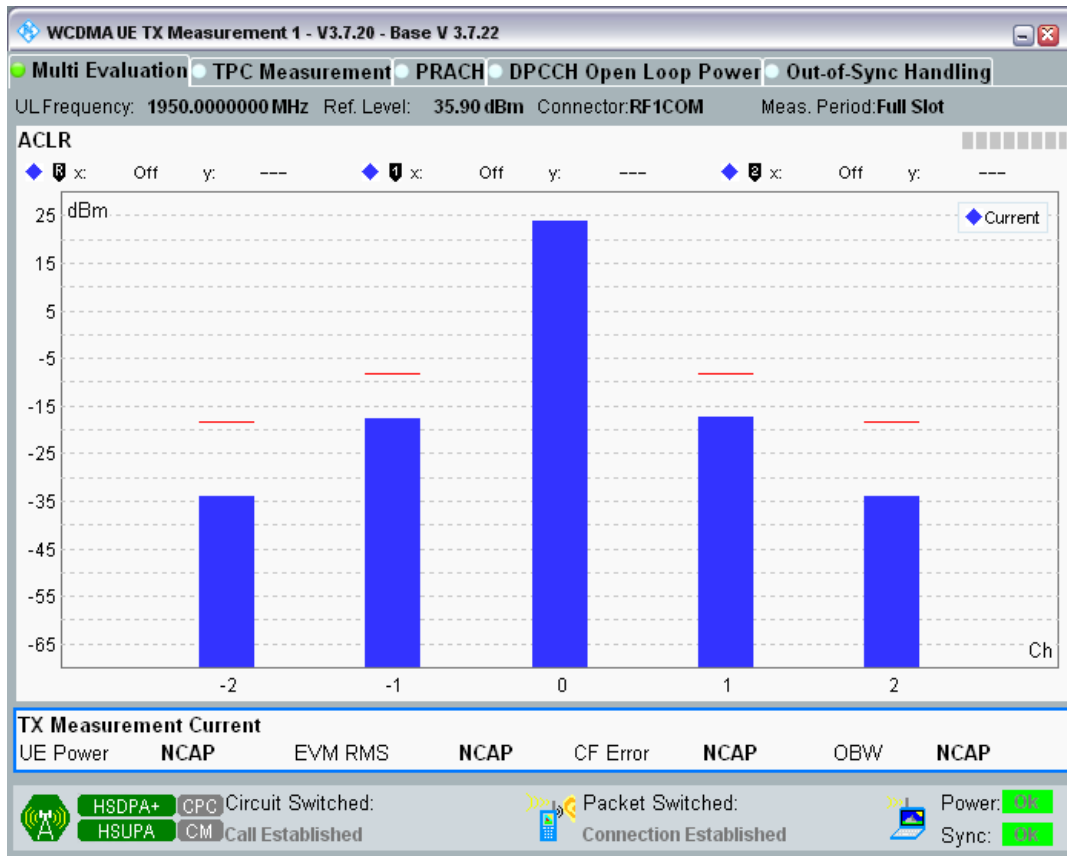 WCDMA UE TX Measurement 1 - V3.7.20 - Base V 3.7.22
Multi Evaluation TPC Measurement PRACH DPCCH Open Loop Power Out-of-Sync Handling
UL Frequency: 1950.0000000 MHz Ref. Level: 35.90 dBm Connector:RF1COM Meas. Period:Full Slot
ACLR
R x: Off y: --- 1 x: Off y: --- 2 x: Off y: ---
dBm
Current
25
15
5
-5
-15
-25
-35
-45
-55
-65
Ch
-2 -1 0 1 2
TX Measurement Current
UE Power NCAP EVM RMS NCAP CF Error NCAP OBW NCAP
HSDPA+ CPC Circuit Switched: Packet Switched: Power: Ok
HSUPA CM Call Established Connection Established Sync: Ok